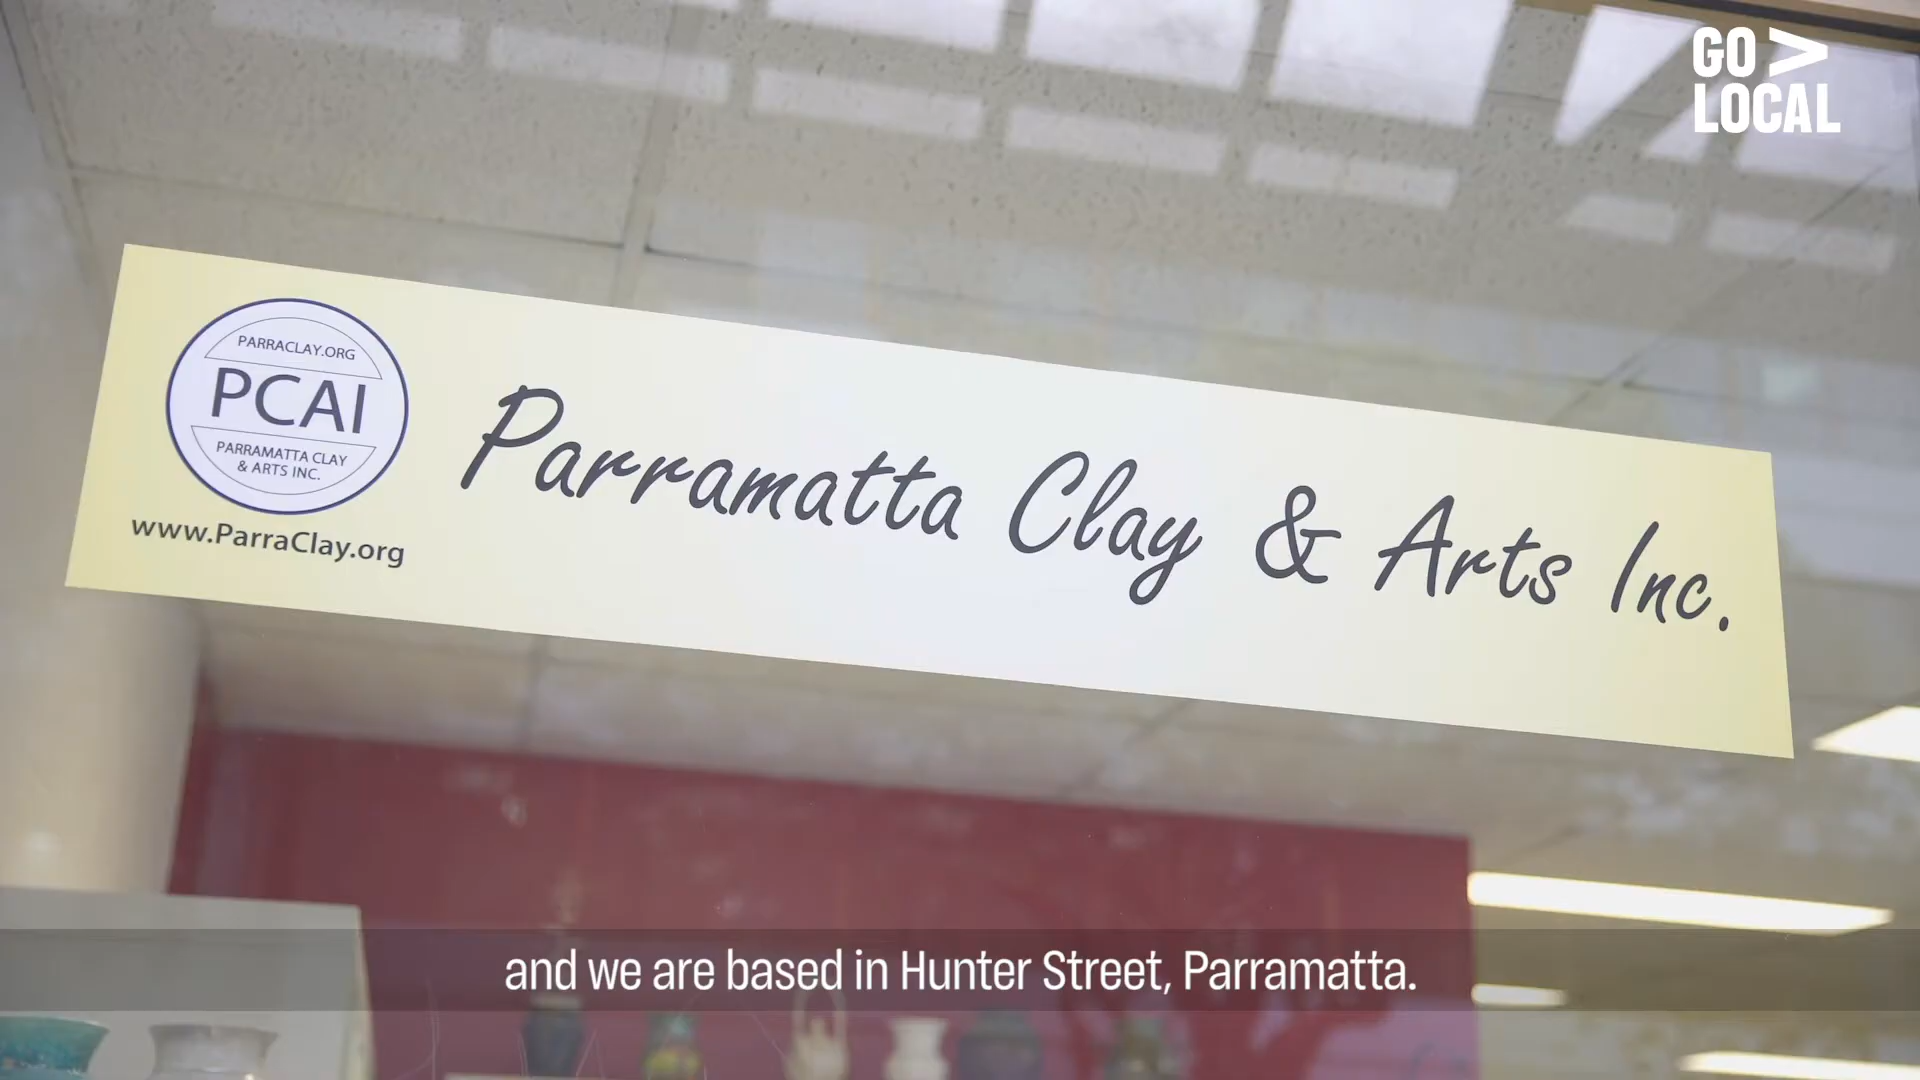 GO >
LOCAL
PARRACLAY.ORG
PCAI
PARRAMATTA CLAY
& ARTS INC.
www.ParraClay.org
Parramatta Clay & Arts Inc.
and we are based in Hunter Street, Parramatta.